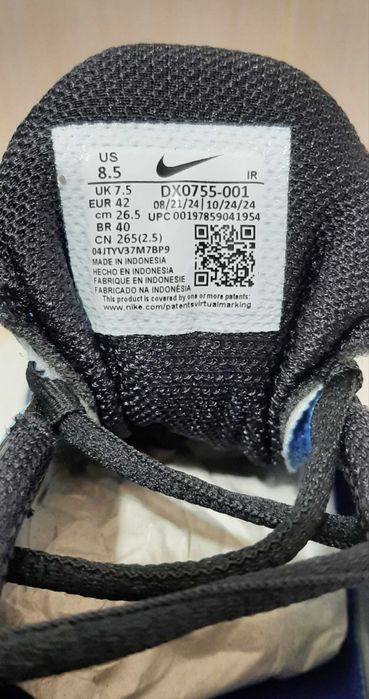 US
8.5
IR
UK 7.5
DX0755-001
EUR 42
08/21/24 | 10/24/24
cm 26.5
UPC 00197859041954
BR 40
CN 265(2.5)
04JTYV37M7BP9
MADE IN INDONESIA
HECHO EN INDONESIA
FABRIQUE EN INDONESIE
FABRICADO NA INDONÉSIA
This product is covered by one or more patents:
www.nike.com/patentsvirtualmarking